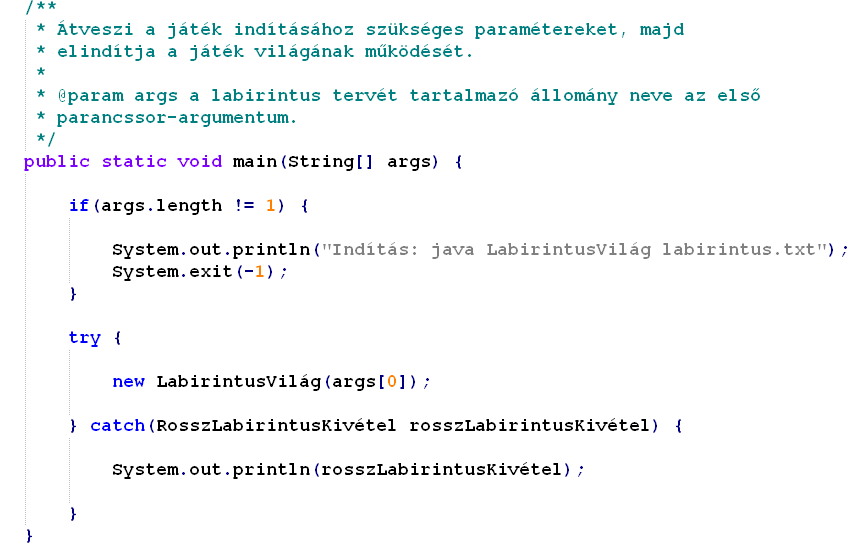 /**
 * Átveszi a játék indításához szükséges paramétereket, majd
 * elindítja a játék világának működését.
 *
 * @param args a labirintus tervét tartalmazó állomány neve az első
 * parancssor-argumentum.
 */
public static void main(String[] args) {
if(args.length != 1) {
System.out.println("Indítás: java LabirintusVilág labirintus.txt");
System.exit(-1);
}
try {
new LabirintusVilág(args[0]);
} catch(RosszLabirintusKivétel rosszLabirintusKivétel) {
System.out.println(rosszLabirintusKivétel);
}
}